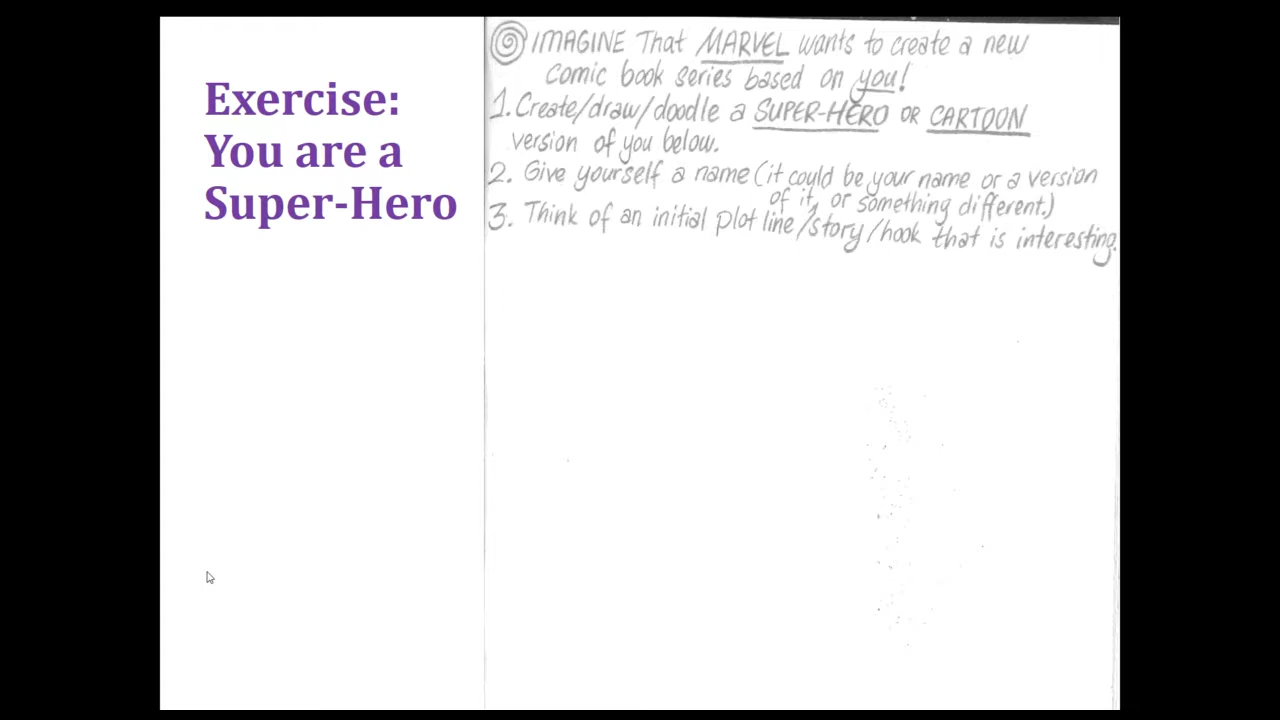 Exercise:
You are a
Super-Hero
IMAGINE That MARVEL wants to create a new
comic book series based on you!
1. Create/draw/doodle a SUPER-HERO OR CARTOON
version of you below.
2. Give yourself a name (it could be your name or a version
of it, or something different.)
3. Think of an initial plot line/story/hook that is interesting.